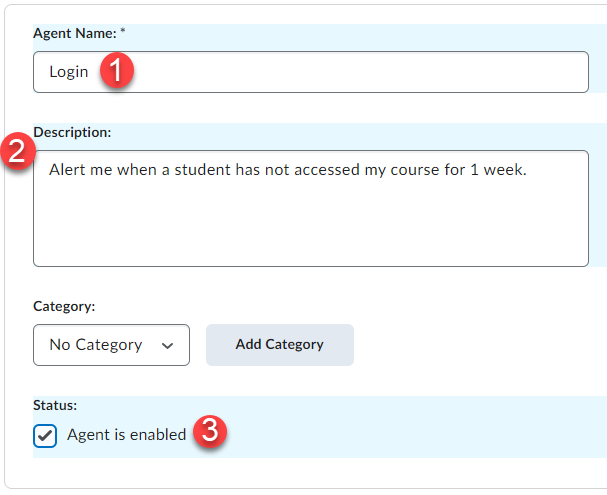 Agent Name: *
Login 1
2 Description:
Alert me when a student has not accessed my course for 1 week.
Category:
No Category Add Category
Status:
Agent is enabled 3